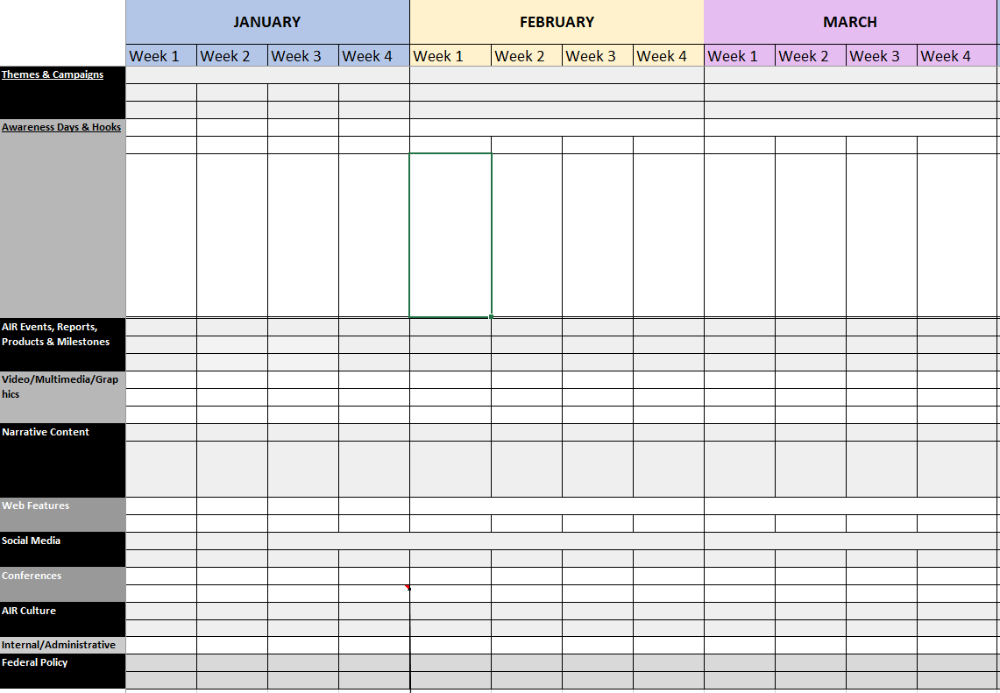 JANUARY FEBRUARY MARCH
Week 1 Week 2 Week 3 Week 4 Week 1 Week 2 Week 3 Week 4 Week 1 Week 2 Week 3 Week 4
Themes & Campaigns
Awareness Days & Hooks
AIR Events, Reports,
Products & Milestones
Video/Multimedia/Grap
hics
Narrative Content
Web Features
Social Media
Conferences
AIR Culture
Internal/Administrative
Federal Policy